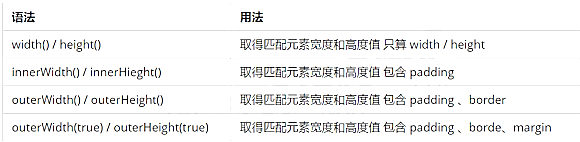 语法 用法
width() / height() 取得匹配元素宽度和高度值 只算 width / height
innerWidth() / innerHieght() 取得匹配元素宽度和高度值 包含 padding
outerWidth() / outerHeight() 取得匹配元素宽度和高度值 包含 padding 、border
outerWidth(true) / outerHeight(true) 取得匹配元素宽度和高度值 包含 padding 、borde、margin